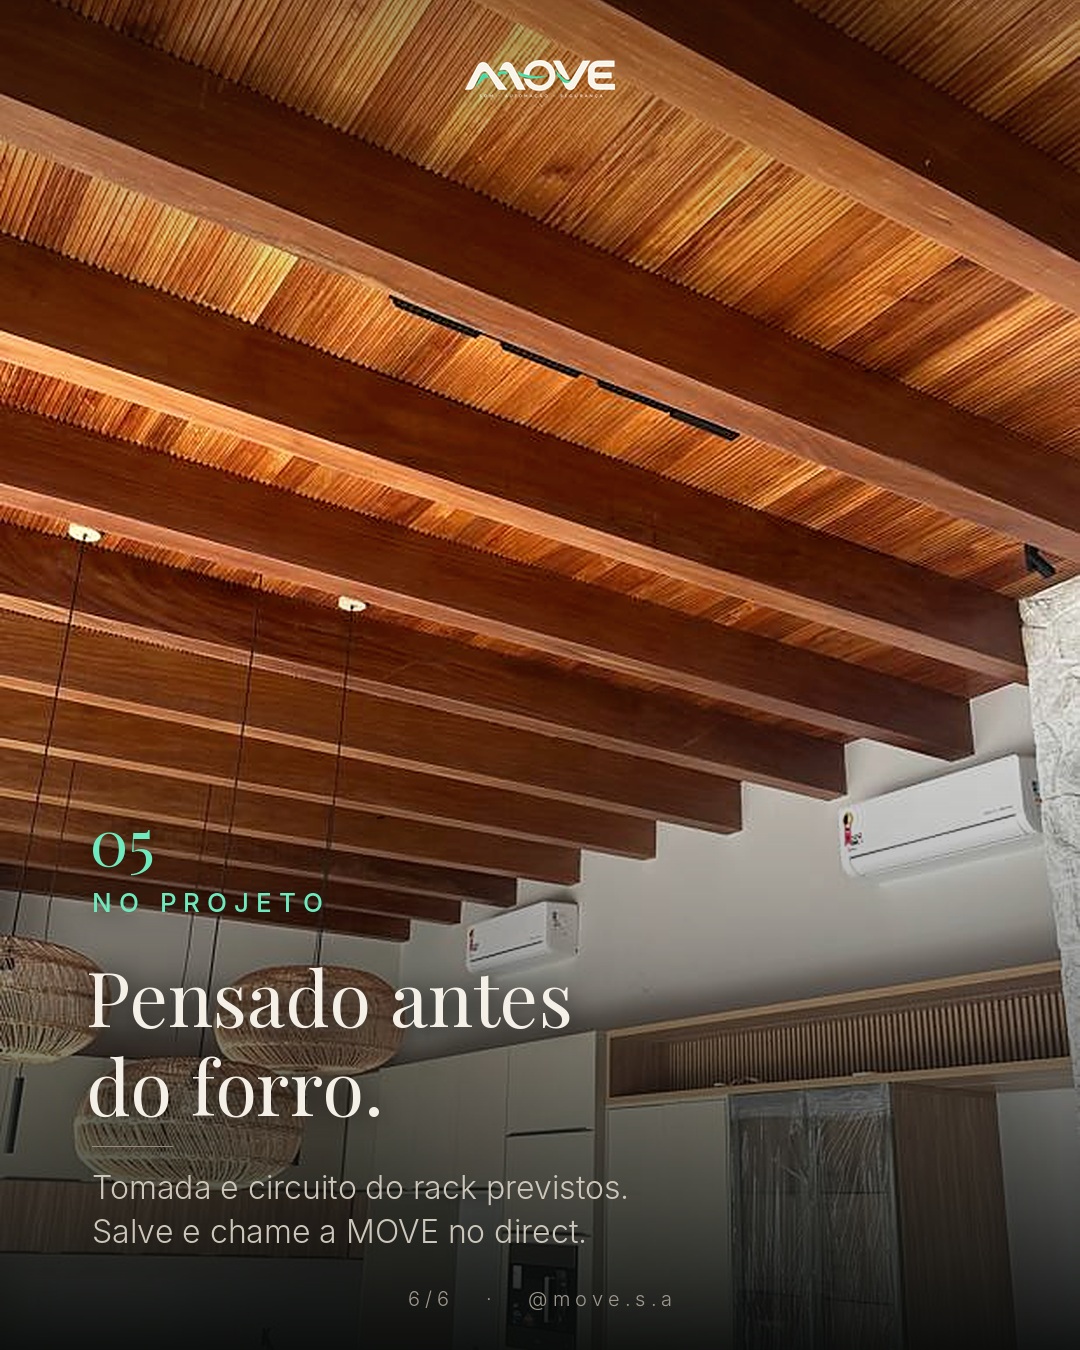 MOVE
05
NO PROJETO
Pensado antes
do forro.
Tomada e circuito do rack previstos.
Salve e chame a MOVE no direct.
6/6 · @move.s.a